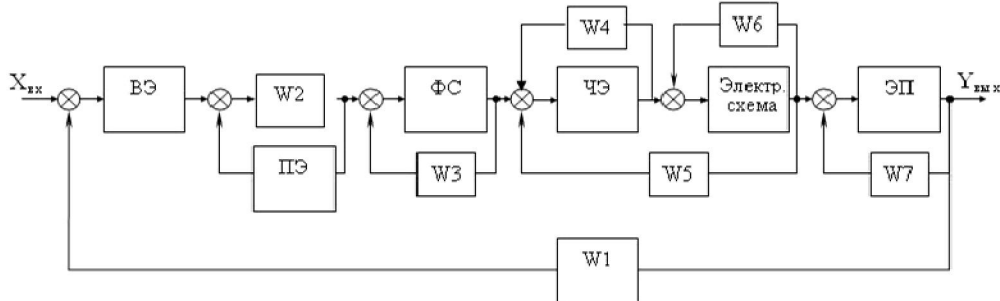 W4
W6
Xвх
ВЭ
W2
ФС
ЧЭ
Электр.
схема
ЭП
Yвых
ПЭ
W3
W5
W7
W1